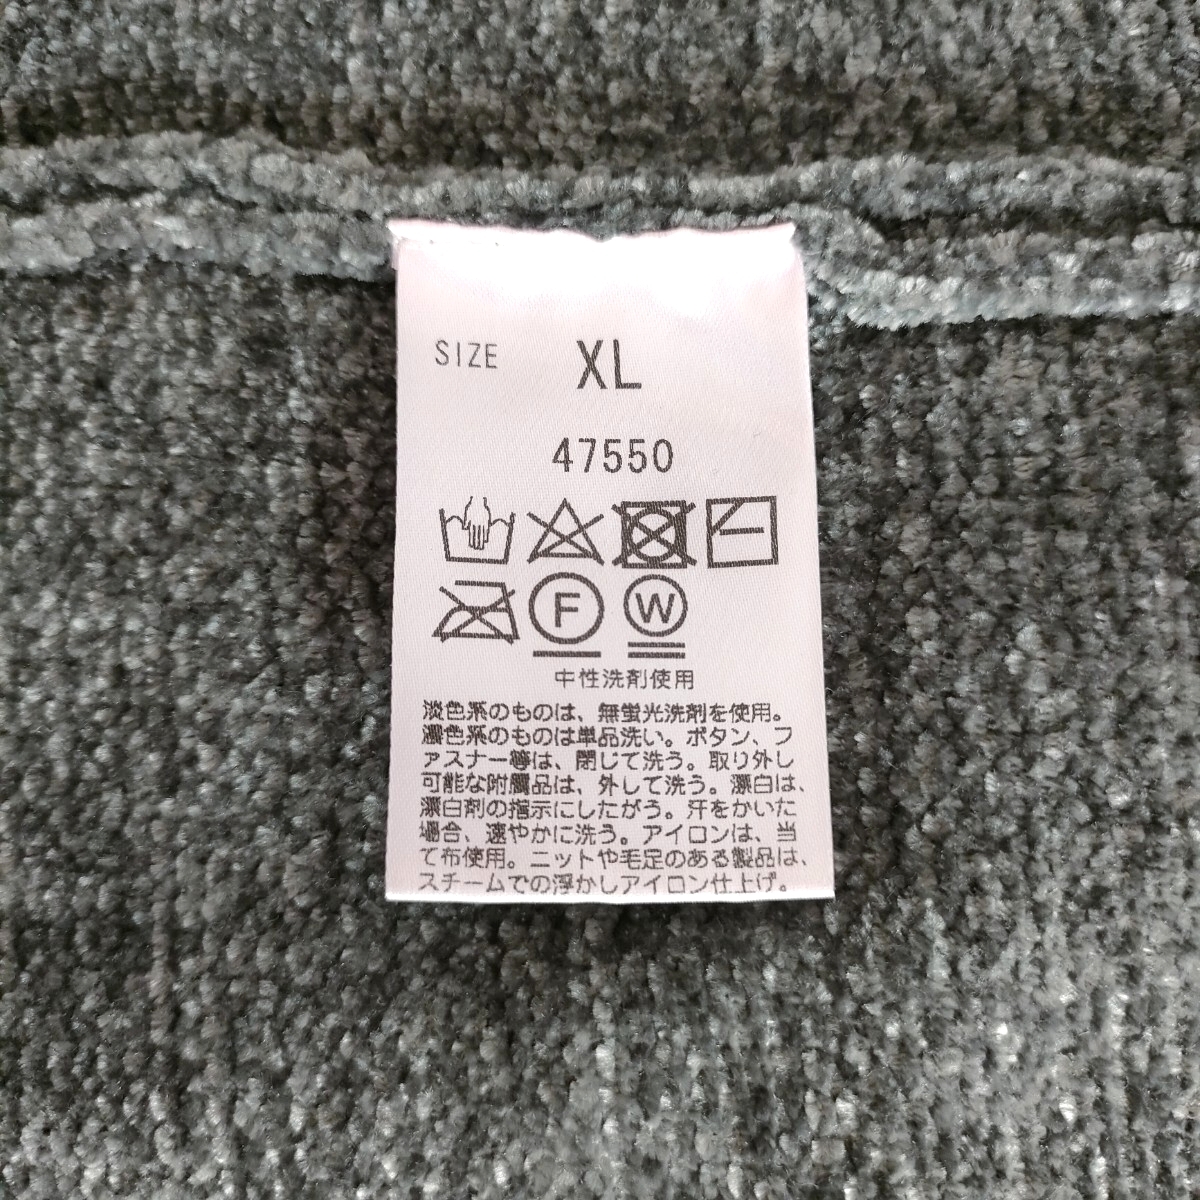 SIZE XL
47550
F W
中性洗剤使用
淡色系のものは、無蛍光洗剤を使用。
濃色系のものは単品洗い。ボタン、フ
ァスナー等は、閉じて洗う。取り外し
可能な附属品は、外して洗う。漂白は、
漂白剤の指示にしたがう。汗をかいた
場合、速やかに洗う。アイロンは、当
て布使用。ニットや毛足のある製品は、
スチームでの浮かしアイロン仕上げ。